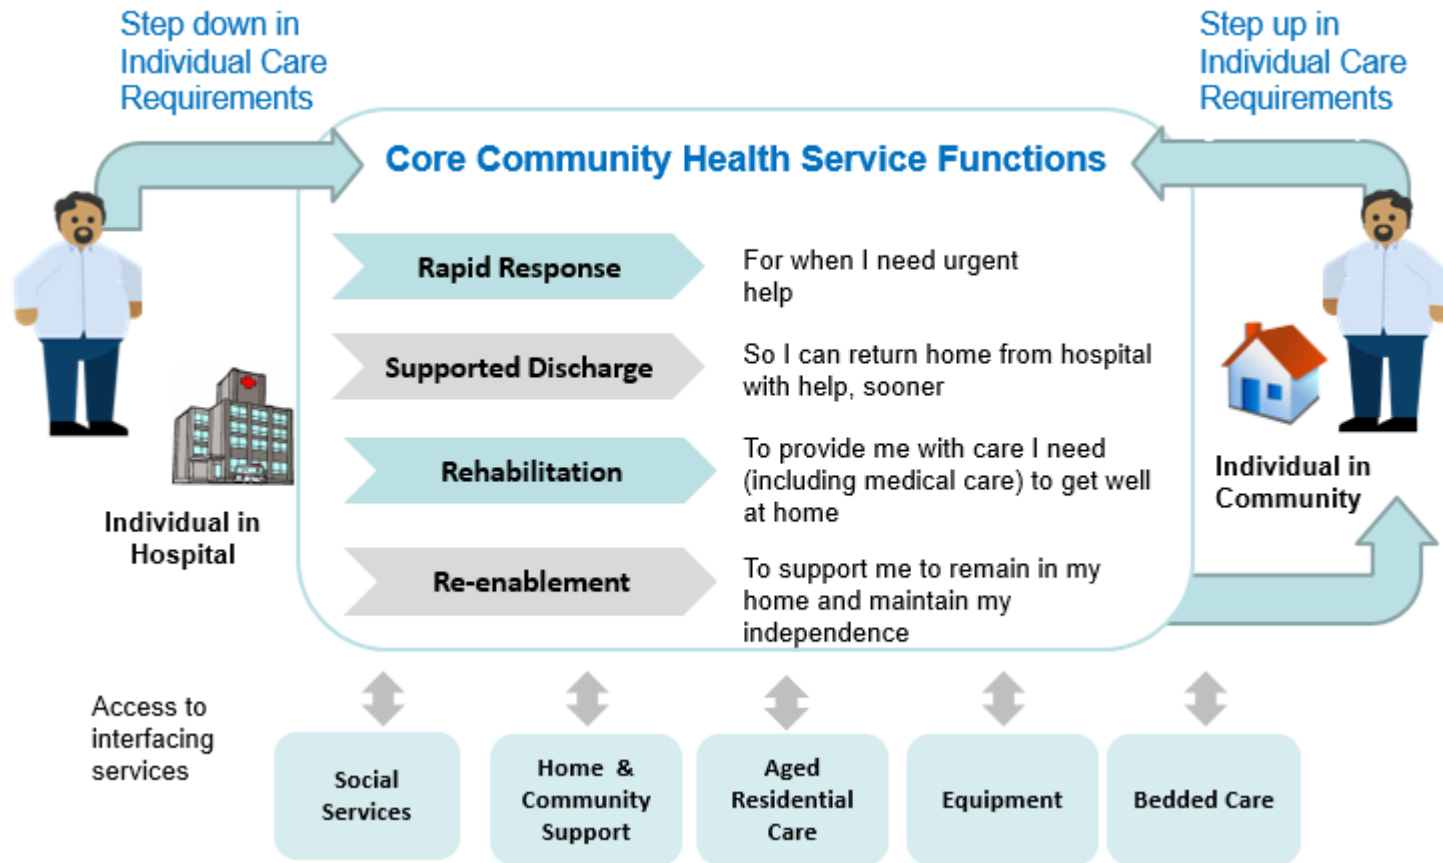 Step down in
Individual Care
Requirements
Step up in
Individual Care
Requirements
Core Community Health Service Functions
Rapid Response
For when I need urgent
help
Supported Discharge
So I can return home from hospital
with help, sooner
Rehabilitation
To provide me with care I need
(including medical care) to get well
at home
Re-enablement
To support me to remain in my
home and maintain my
independence
Individual in
Hospital
Individual in
Community
Access to
interfacing
services
Social
Services
Home &
Community
Support
Aged
Residential
Care
Equipment
Bedded Care